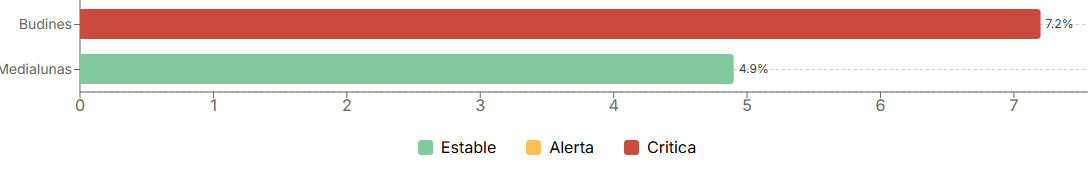 Budines 7.2%
Medialunas 4.9%
0 1 2 3 4 5 6 7
Estable Alerta Critica